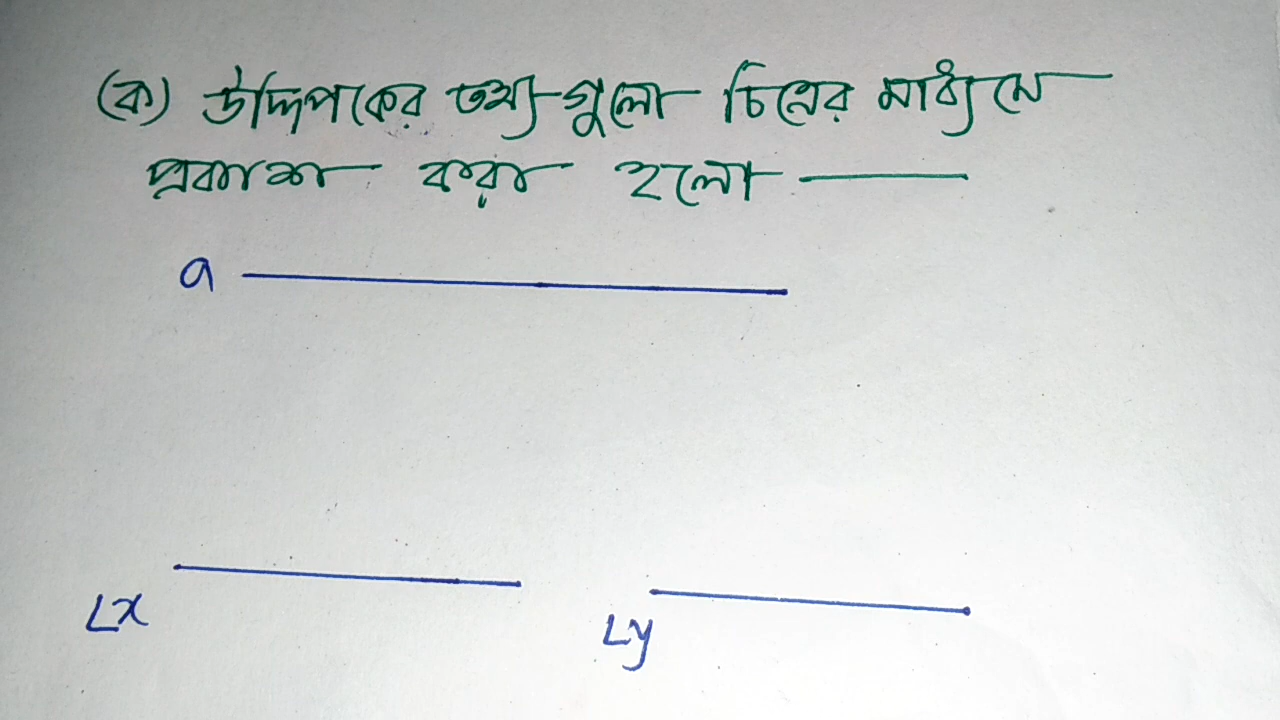 (ক) উদ্দিপকের তথ্যগুলো চিত্রের মাধ্যমে
প্রকাশ করা হলো —
a
∠x
∠y